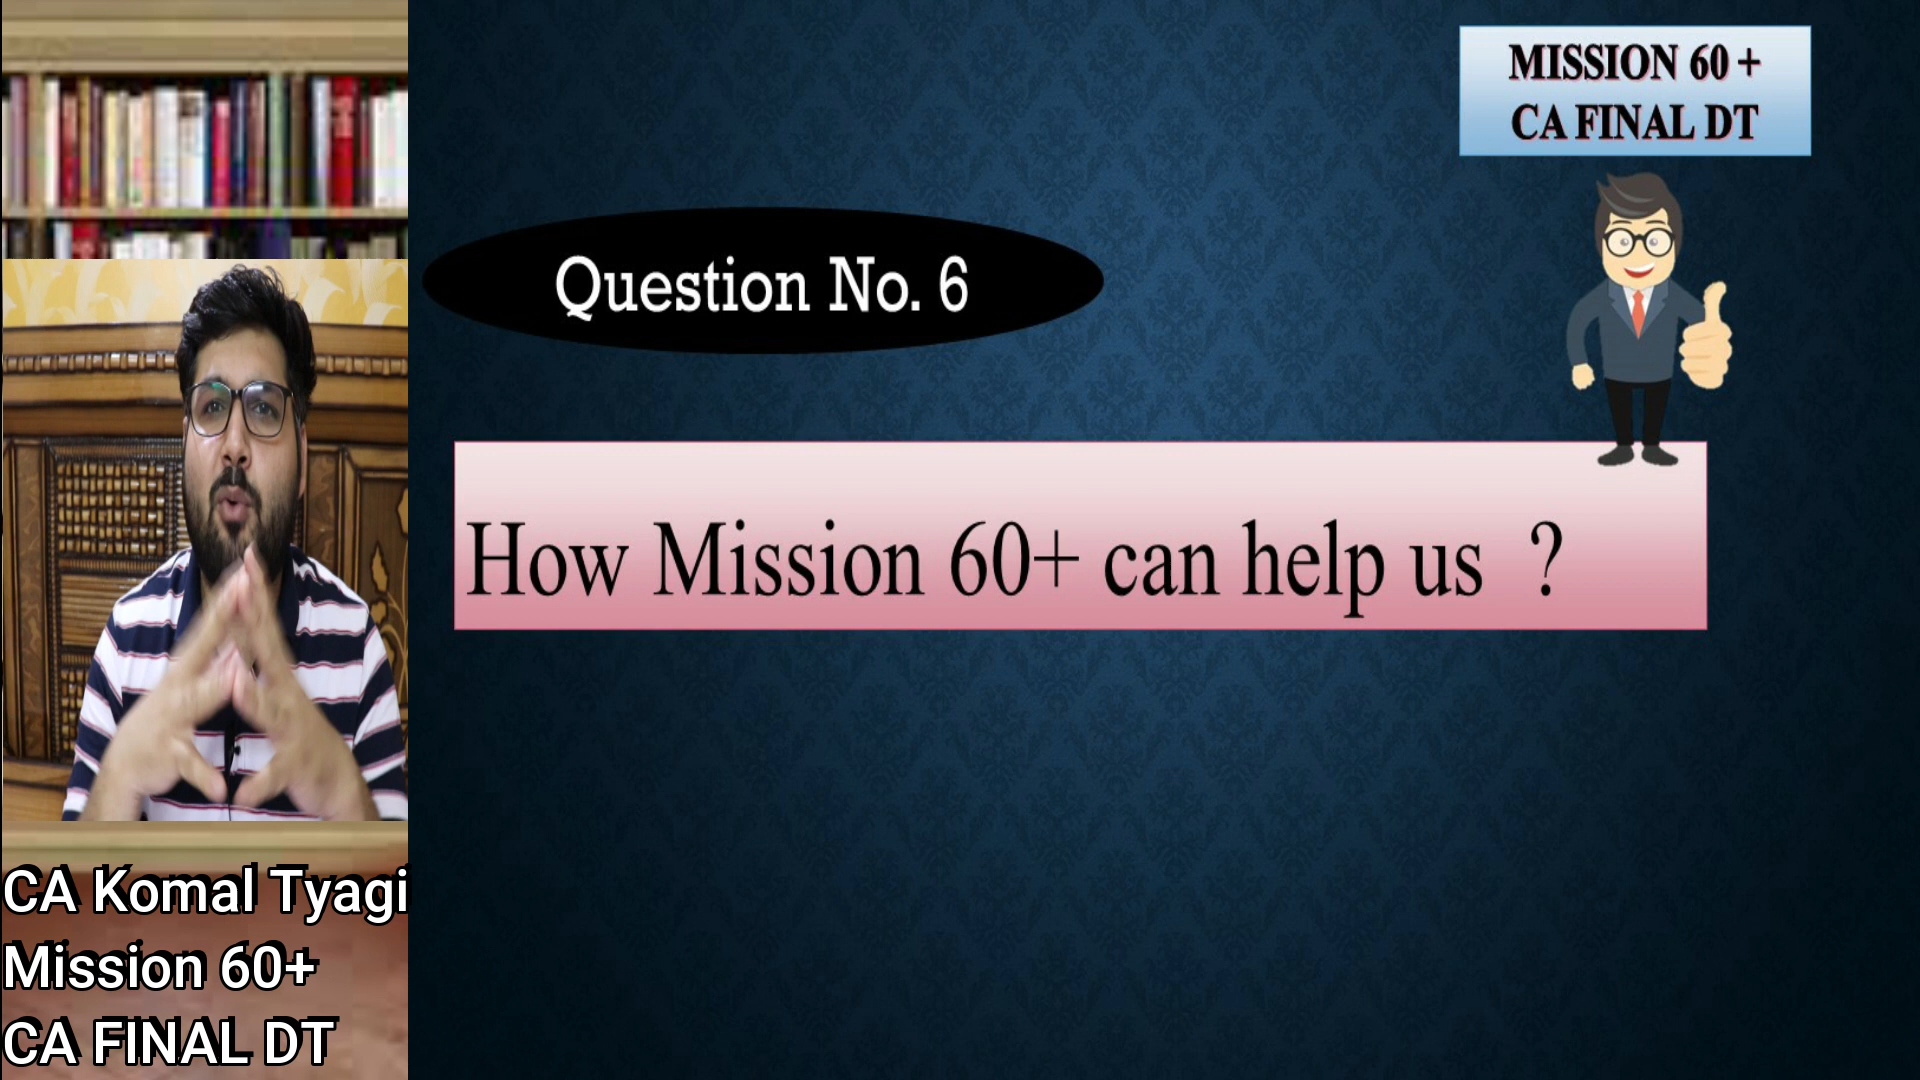 MISSION 60 +
CA FINAL DT
Question No. 6
How Mission 60+ can help us ?
CA Komal Tyagi
Mission 60+
CA FINAL DT